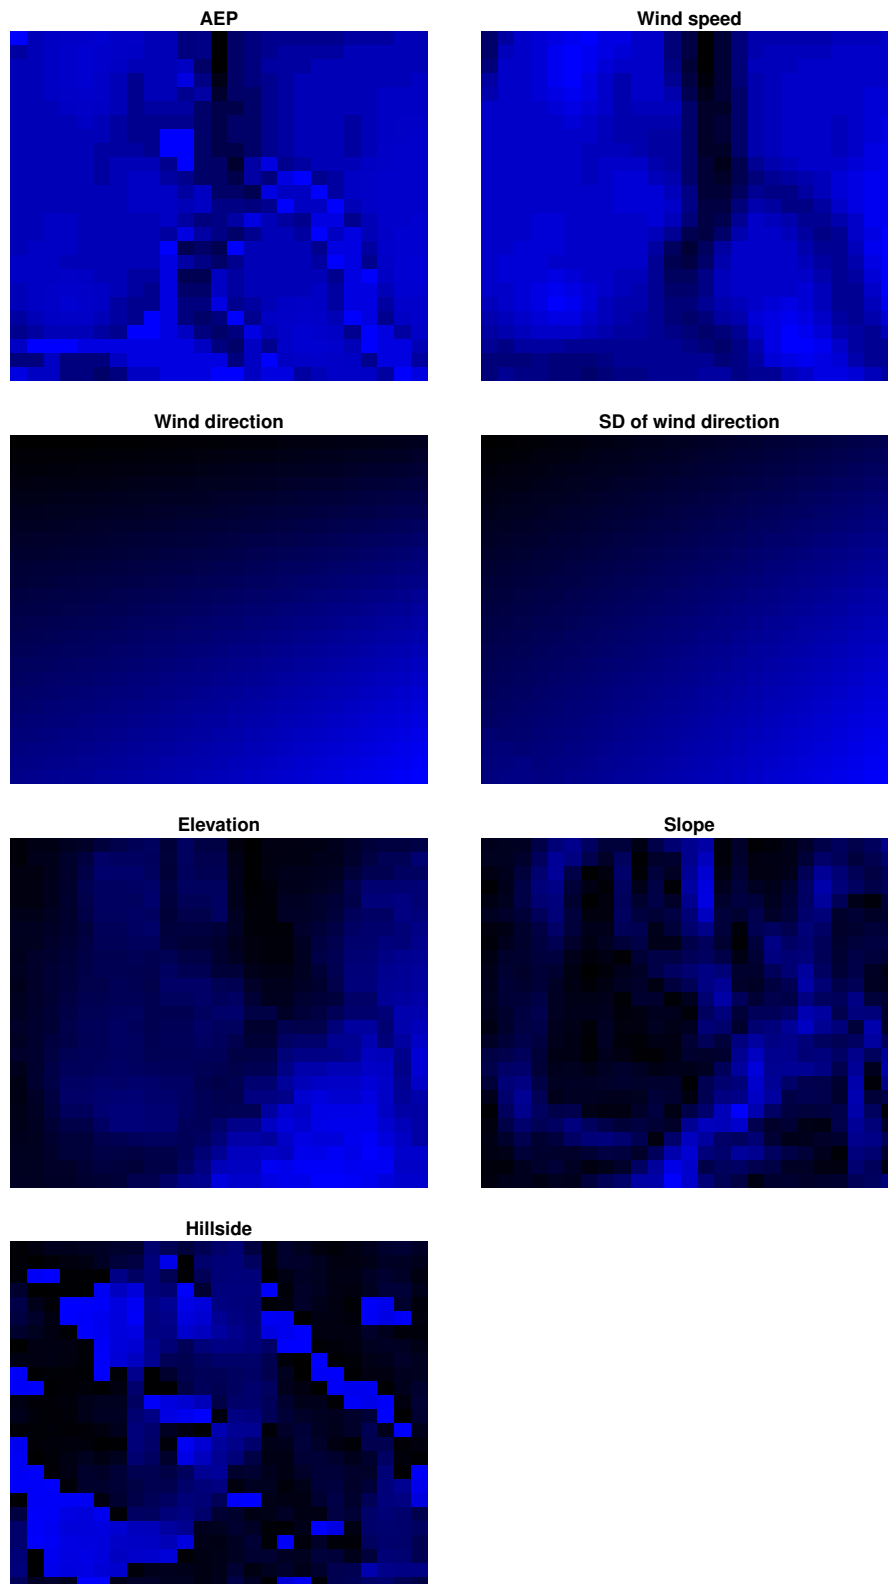 AEP
Wind speed
Wind direction
SD of wind direction
Elevation
Slope
Hillside